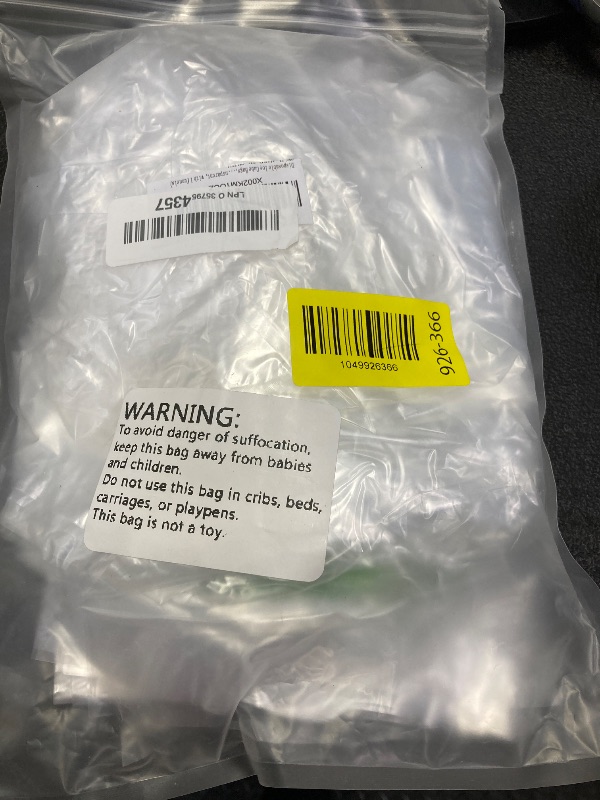 LPN O 35795 4357
1049926366
926-366
WARNING:
To avoid danger of suffocation,
keep this bag away from babies
and children.
Do not use this bag in cribs, beds,
carriages, or playpens.
This bag is not a toy.